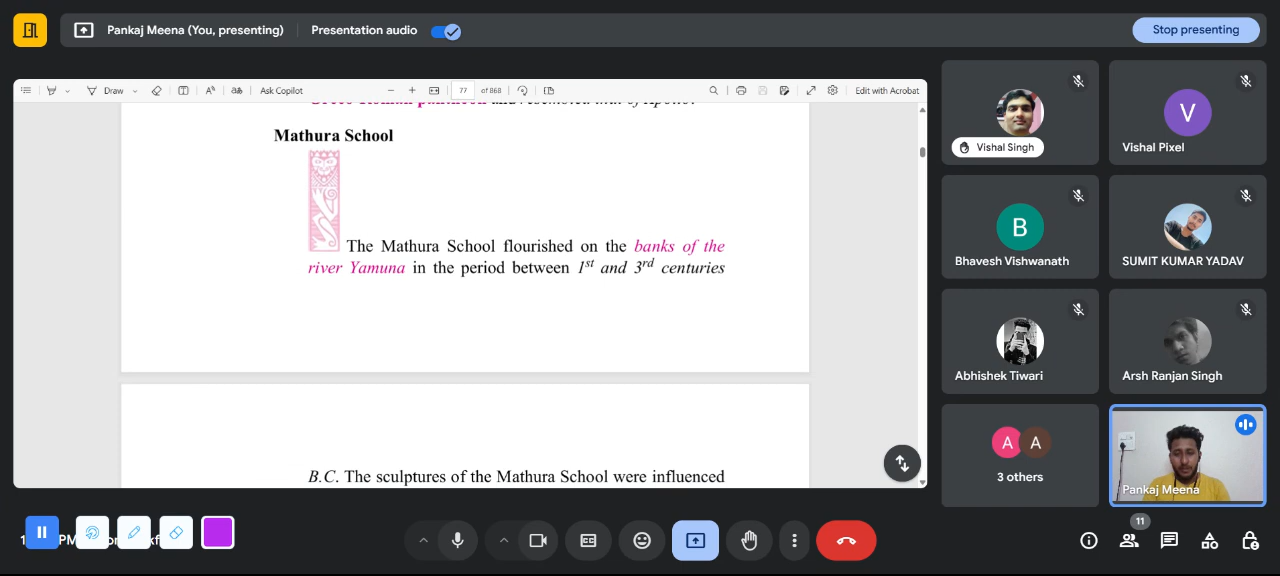 Pankaj Meena (You, presenting)
Presentation audio
Stop presenting
Draw
Ask Copilot
77
of 868
Edit with Acrobat
Mathura School
The Mathura School flourished on the banks of the
river Yamuna in the period between 1st and 3rd centuries
B.C. The sculptures of the Mathura School were influenced
Vishal Singh
V
Vishal Pixel
B
Bhavesh Vishwanath
SUMIT KUMAR YADAV
Abhishek Tiwari
Arsh Ranjan Singh
A
A
3 others
Pankaj Meena
11